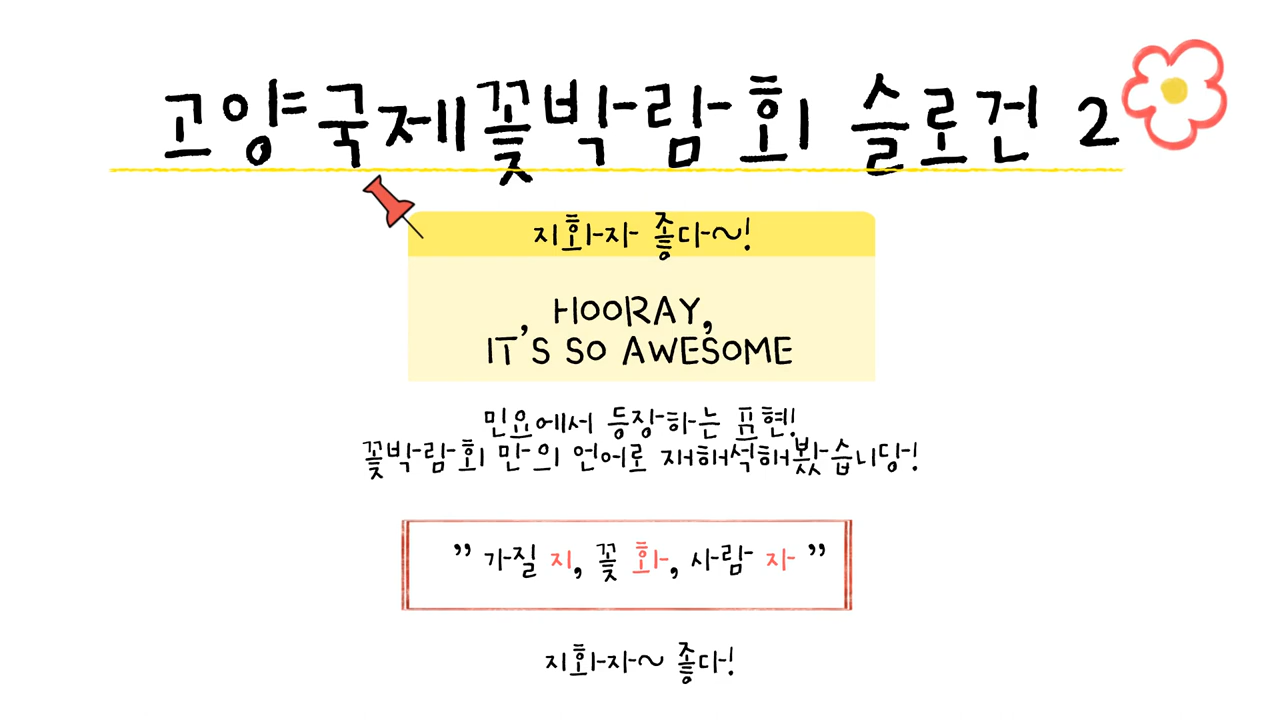 고양국제꽃박람회 슬로건 2
지화자 좋다~!
, HOORAY,
IT'S SO AWESOME
민요에서 등장하는 표현!
꽃박람회 만의 언어로 재해석해봤습니당!
” 가질 지, 꽃 화, 사람 자 ”
지화자~ 좋다!